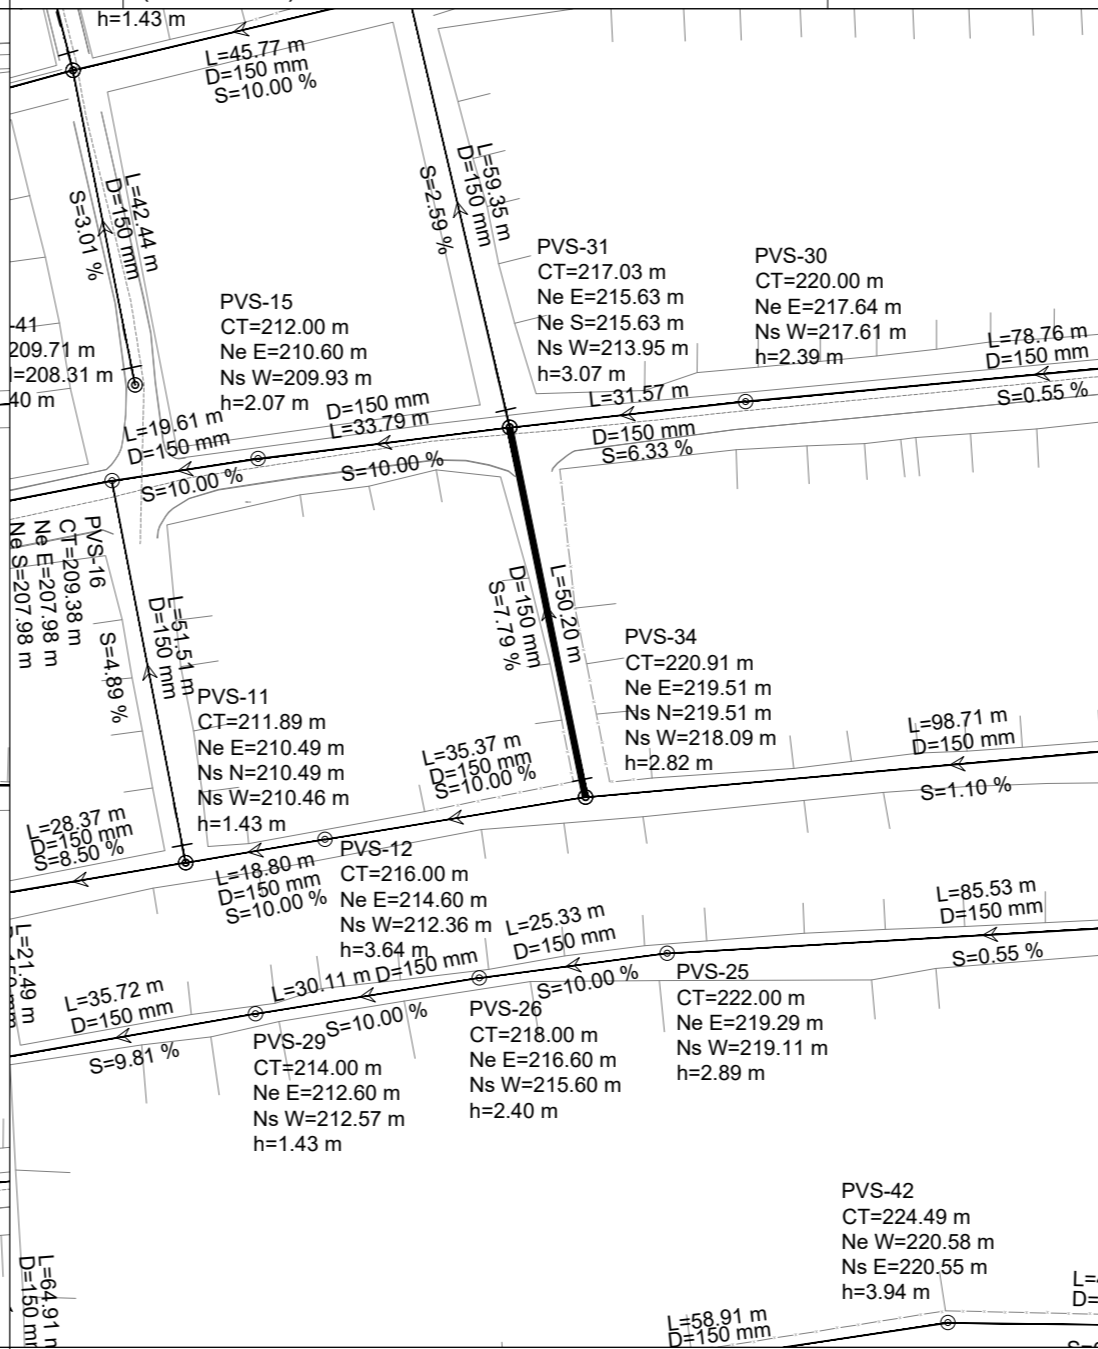 h=1.43 m
L=45.77 m
D=150 mm
S=10.00 %
L=42.44 m
D=150 mm
S=3.01 %
L=59.35 m
D=150 mm
S=2.59 %
PVS-31
CT=217.03 m
Ne E=215.63 m
Ne S=215.63 m
Ns W=213.95 m
h=3.07 m
PVS-30
CT=220.00 m
Ne E=217.64 m
Ns W=217.61 m
h=2.39 m
PVS-15
CT=212.00 m
Ne E=210.60 m
Ns W=209.93 m
h=2.07 m
-41
209.71 m
=208.31 m
40 m
L=78.76 m
D=150 mm
S=0.55 %
L=31.57 m
D=150 mm
S=6.33 %
D=150 mm
L=33.79 m
S=10.00 %
L=19.61 m
D=150 mm
S=10.00 %
PVS-16
CT=209.38 m
Ne E=207.98 m
Ne S=207.98 m
L=51.51 m
D=150 mm
S=4.89 %
L=50.20 m
D=150 mm
S=7.79 %
PVS-34
CT=220.91 m
Ne E=219.51 m
Ns N=219.51 m
Ns W=218.09 m
h=2.82 m
PVS-11
CT=211.89 m
Ne E=210.49 m
Ns N=210.49 m
Ns W=210.46 m
h=1.43 m
L=98.71 m
D=150 mm
S=1.10 %
L=35.37 m
D=150 mm
S=10.00 %
L=28.37 m
D=150 mm
S=8.50 %
L=18.80 m
D=150 mm
S=10.00 %
PVS-12
CT=216.00 m
Ne E=214.60 m
Ns W=212.36 m
h=3.64 m
L=25.33 m
D=150 mm
S=10.00 %
L=85.53 m
D=150 mm
S=0.55 %
L=21.49 m
L=35.72 m
D=150 mm
S=9.81 %
L=30.11 m
D=150 mm
S=10.00 %
PVS-25
CT=222.00 m
Ne E=219.29 m
Ns W=219.11 m
h=2.89 m
PVS-26
CT=218.00 m
Ne E=216.60 m
Ns W=215.60 m
h=2.40 m
PVS-29
CT=214.00 m
Ne E=212.60 m
Ns W=212.57 m
h=1.43 m
PVS-42
CT=224.49 m
Ne W=220.58 m
Ns E=220.55 m
h=3.94 m
L=64.91
D=150
L=58.91 m
D=150 mm
L=
D=